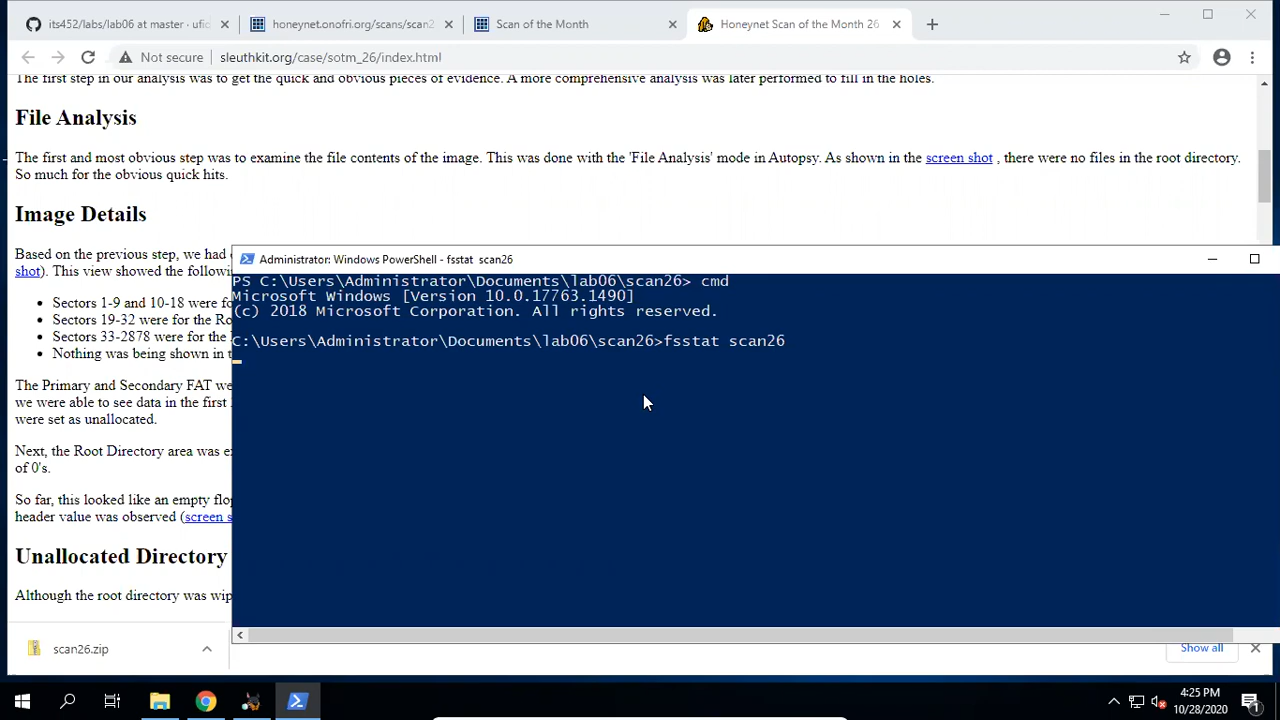 its452/labs/lab06 at master · ufid
honeynet.onofri.org/scans/scan2
Scan of the Month
Honeynet Scan of the Month 26
Not secure
sleuthkit.org/case/sotm_26/index.html
The first step in our analysis was to get the quick and obvious pieces of evidence. A more comprehensive analysis was later performed to fill in the holes.
File Analysis
The first and most obvious step was to examine the file contents of the image. This was done with the 'File Analysis' mode in Autopsy. As shown in the screen shot , there were no files in the root directory.
So much for the obvious quick hits.
Image Details
Based on the previous step, we had
shot). This view showed the followi
Sectors 1-9 and 10-18 were fo
Sectors 19-32 were for the Ro
Sectors 33-2878 were for the
Nothing was being shown in t
The Primary and Secondary FAT we
we were able to see data in the first
were set as unallocated.
Next, the Root Directory area was e
of 0's.
So far, this looked like an empty flop
header value was observed (screen s
Unallocated Directory
Although the root directory was wip
Administrator: Windows PowerShell - fsstat scan26
PS C:\Users\Administrator\Documents\lab06\scan26> cmd
Microsoft Windows [Version 10.0.17763.1490]
(c) 2018 Microsoft Corporation. All rights reserved.
C:\Users\Administrator\Documents\lab06\scan26>fsstat scan26
scan26.zip
Show all
4:25 PM
10/28/2020
1